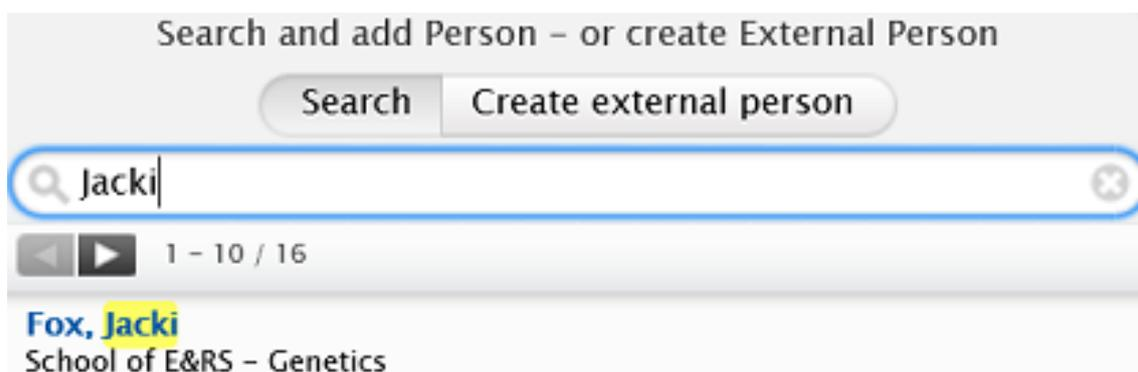 Search and add Person – or create External Person
Search Create external person
Jacki
1 – 10 / 16
Fox, Jacki
School of E&RS – Genetics